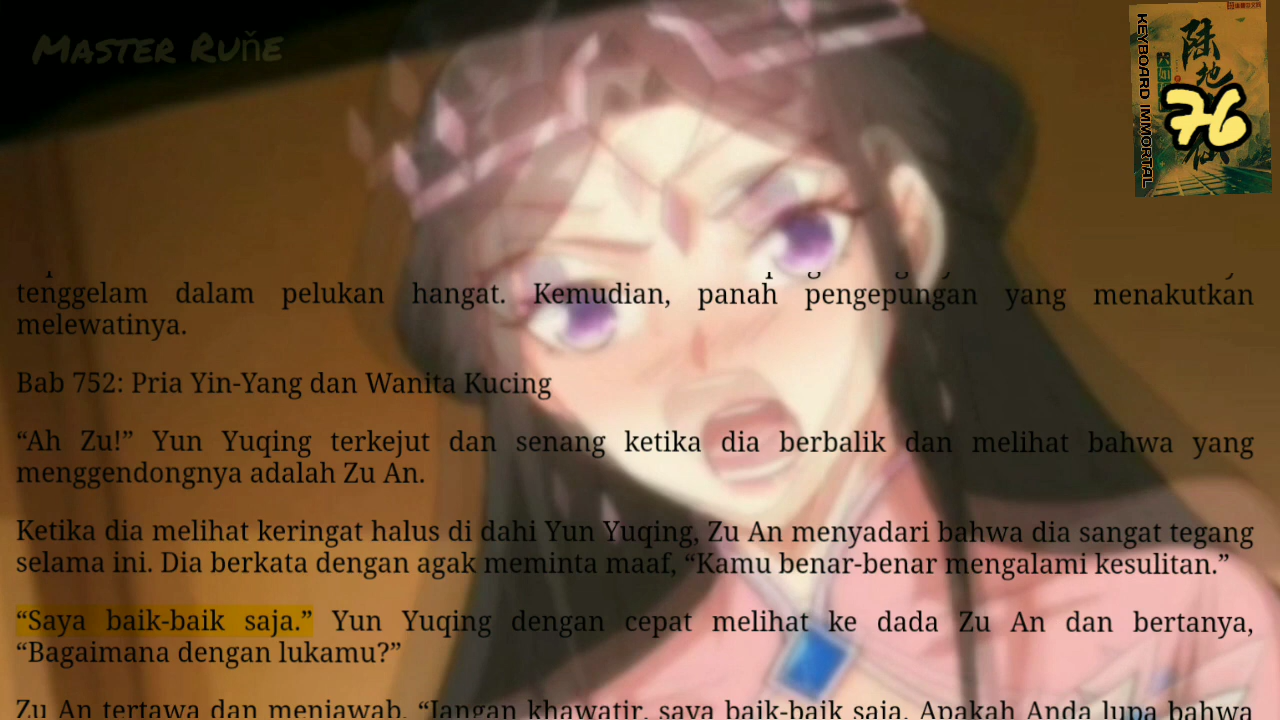 Master Ruňe
KEYBOARD IMMORTAL
陆地
76
仙
tenggelam dalam pelukan hangat. Kemudian, panah pengepungan yang menakutkan
melewatinya.
Bab 752: Pria Yin-Yang dan Wanita Kucing
“Ah Zu!” Yun Yuqing terkejut dan senang ketika dia berbalik dan melihat bahwa yang
menggendongnya adalah Zu An.
Ketika dia melihat keringat halus di dahi Yun Yuqing, Zu An menyadari bahwa dia sangat tegang
selama ini. Dia berkata dengan agak meminta maaf, “Kamu benar-benar mengalami kesulitan.”
“Saya baik-baik saja.” Yun Yuqing dengan cepat melihat ke dada Zu An dan bertanya,
“Bagaimana dengan lukamu?”
Zu An tertawa dan menjawab, “Jangan khawatir, saya baik-baik saja. Apakah Anda lupa bahwa